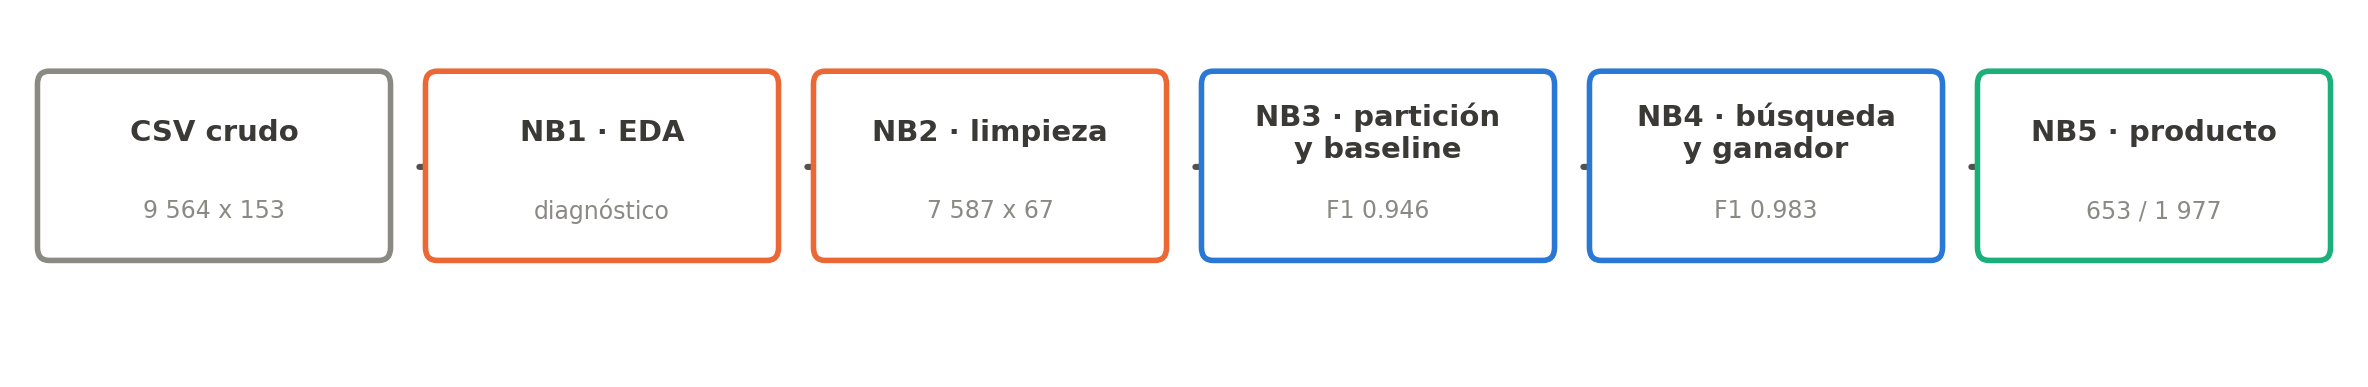 CSV crudo
9 564 x 153
NB1 · EDA
diagnóstico
NB2 · limpieza
7 587 x 67
NB3 · partición
y baseline
F1 0.946
NB4 · búsqueda
y ganador
F1 0.983
NB5 · producto
653 / 1 977